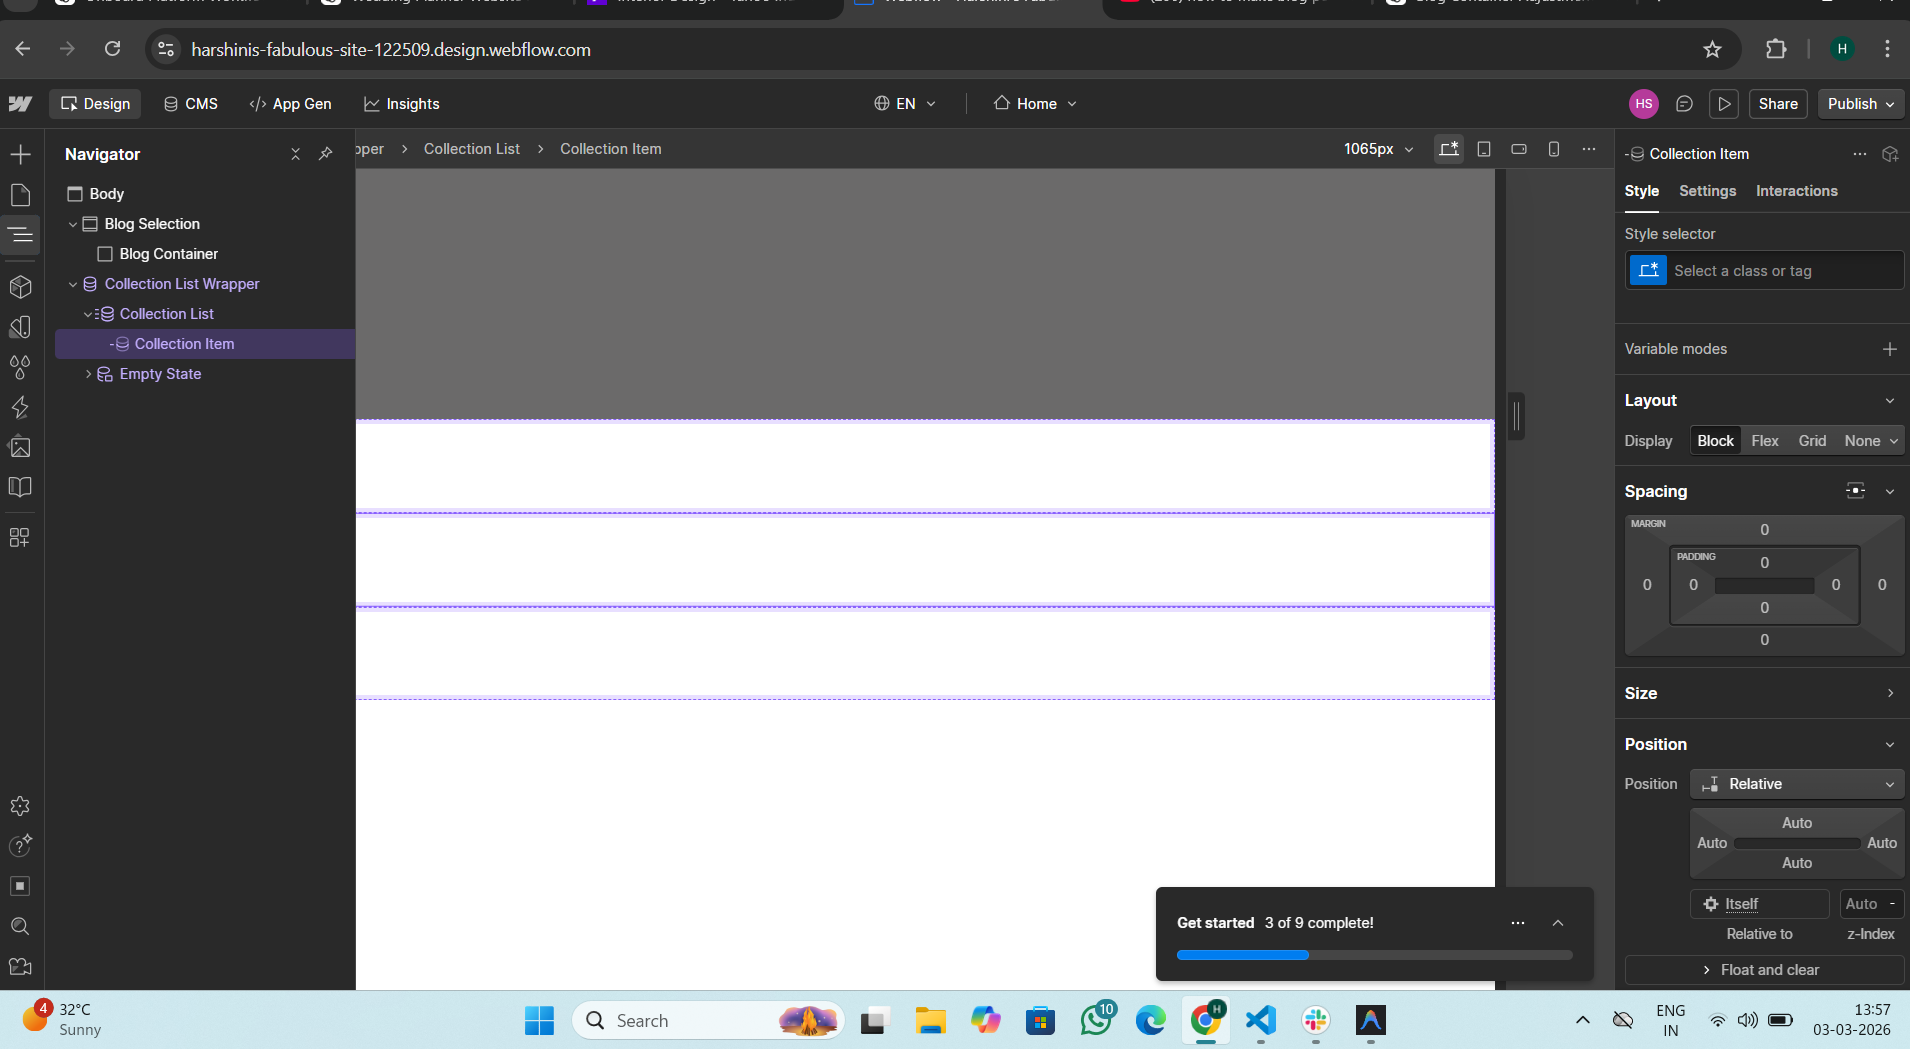 harshinis-fabulous-site-122509.design.webflow.com
H
Design
CMS
App Gen
Insights
EN
Home
HS
Share
Publish
Navigator
Body
Blog Selection
Blog Container
Collection List Wrapper
Collection List
Collection Item
Empty State
pper > Collection List > Collection Item
1065px
Collection Item
Style Settings Interactions
Style selector
Select a class or tag
Variable modes
Layout
Display Block Flex Grid None
Spacing
MARGIN
0
PADDING
0
0 0 0 0
0
0
Size
Position
Position Relative
Auto
Auto Auto
Auto
Itself Auto -
Relative to z-Index
Float and clear
Get started 3 of 9 complete!
4
32°C
Sunny
Search
10
H
ENG
IN
13:57
03-03-2026